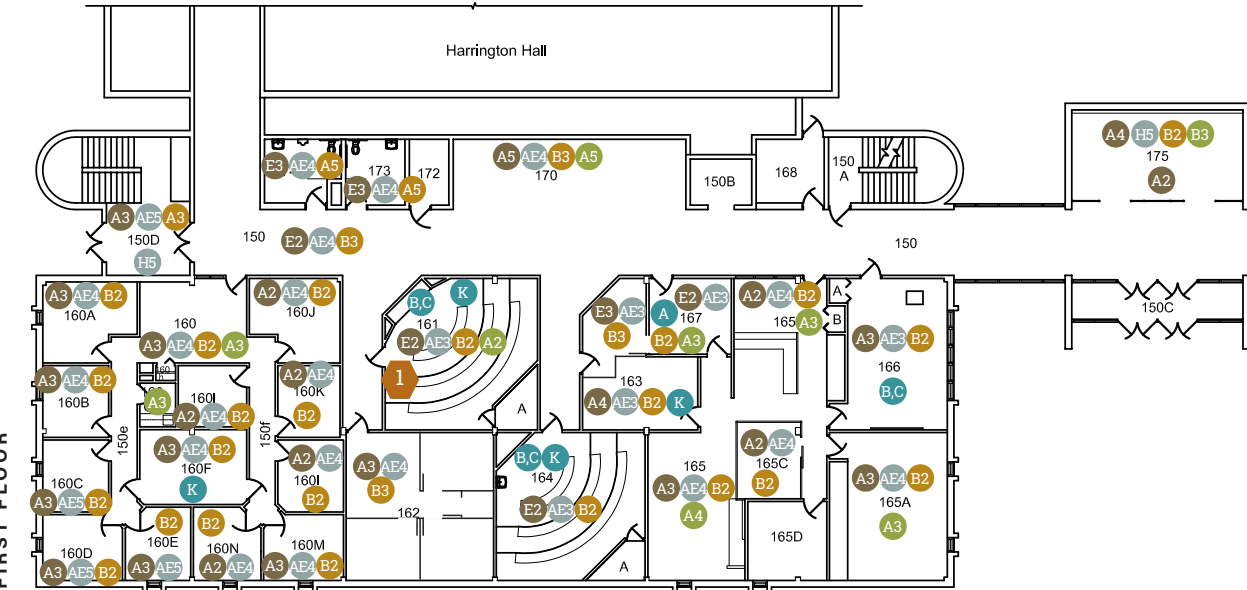 Harrington Hall
A4 H5 B2 B3
175
A2
E3 AE4 A5
173
172
E3 AE4 A5
A5 AE4 B3 A5
170
150B
168
150
A
A3 AE5 A3
150D
H5
150
E2 AE4 B3
150
150C
A3 AE4 B2
160A
A2 AE4 B2
160J
B,C
K
161
E2 AE3 B2 A2
1
E3 AE3
B3
E2 AE3
A
167
B2 A3
A2 AE4 B2
165
A3
A
B
A3 AE3 B2
166
B,C
160
A3 AE4 B2 A3
A3 AE4 B2
160B
160
A3
160L
A2 AE4 B2
A2 AE4
160K
B2
163
A4 AE3 B2 K
A
150e
150f
A3 AE4 B2
160F
K
A2 AE4
160I
B2
A3 AE4
B3
162
B,C K
164
E2 AE3 B2
A
165
A3 AE4 B2
A4
A2 AE4
165C
B2
165D
A3 AE4 B2
165A
A3
160C
A3 AE5 B2
160D
A3 AE5 B2
B2
160E
A3 AE5
B2
160N
A2 AE4
160M
A3 AE4 B2
FIRST FLOOR